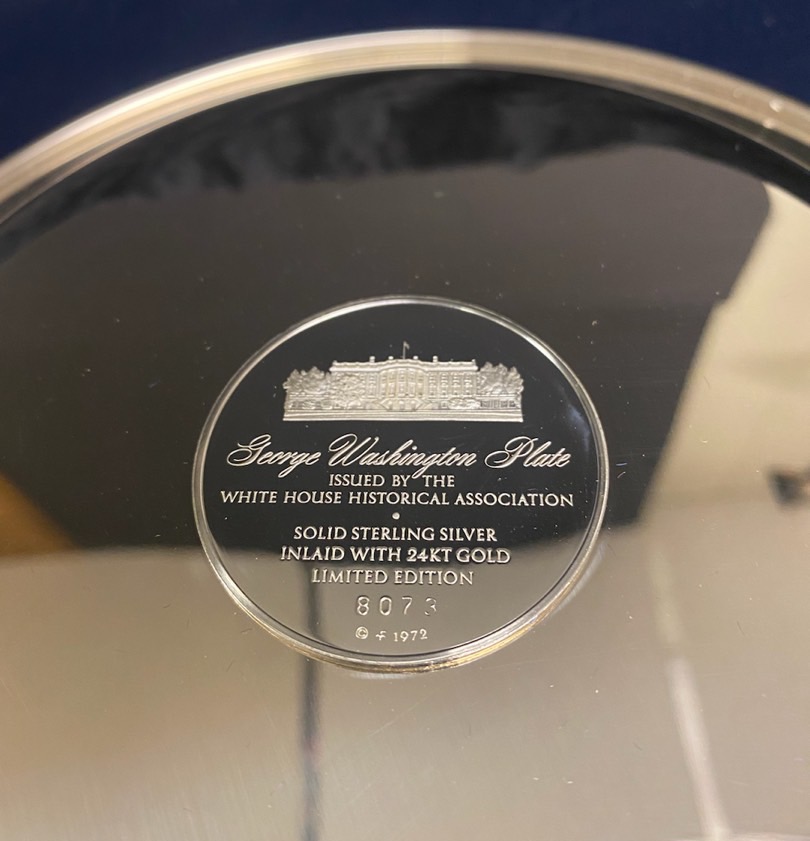 George Washington Plate
ISSUED BY THE
WHITE HOUSE HISTORICAL ASSOCIATION
SOLID STERLING SILVER
INLAID WITH 24KT GOLD
LIMITED EDITION
8073
© F 1972